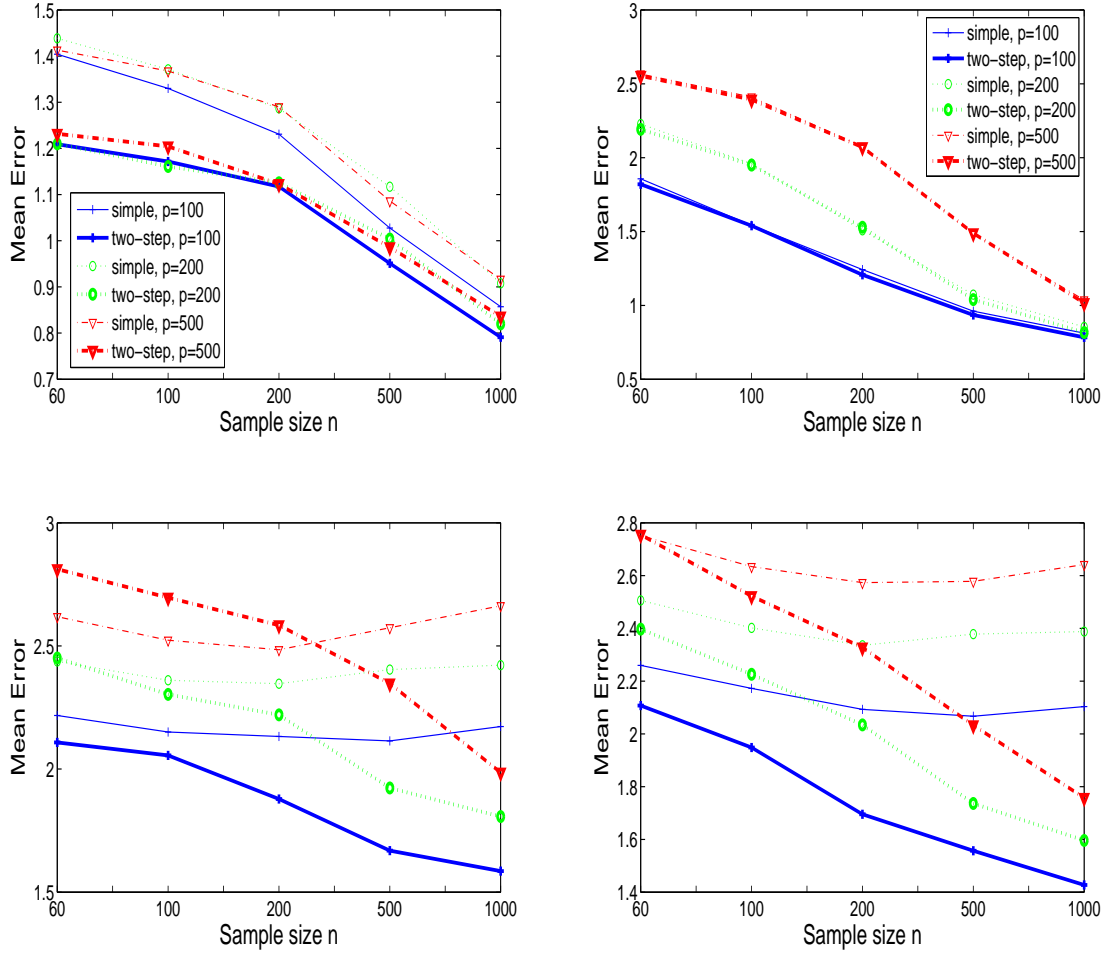 1.5
1.4
1.3
1.2
1.1
1
0.9
0.8
0.7
Mean Error
60
100
200
500
1000
Sample size n
simple, p=100
two-step, p=100
simple, p=200
two-step, p=200
simple, p=500
two-step, p=500
3
2.5
2
1.5
1
0.5
Mean Error
60
100
200
500
1000
Sample size n
simple, p=100
two-step, p=100
simple, p=200
two-step, p=200
simple, p=500
two-step, p=500
3
2.5
2
1.5
Mean Error
60
100
200
500
1000
Sample size n
2.8
2.6
2.4
2.2
2
1.8
1.6
1.4
Mean Error
60
100
200
500
1000
Sample size n